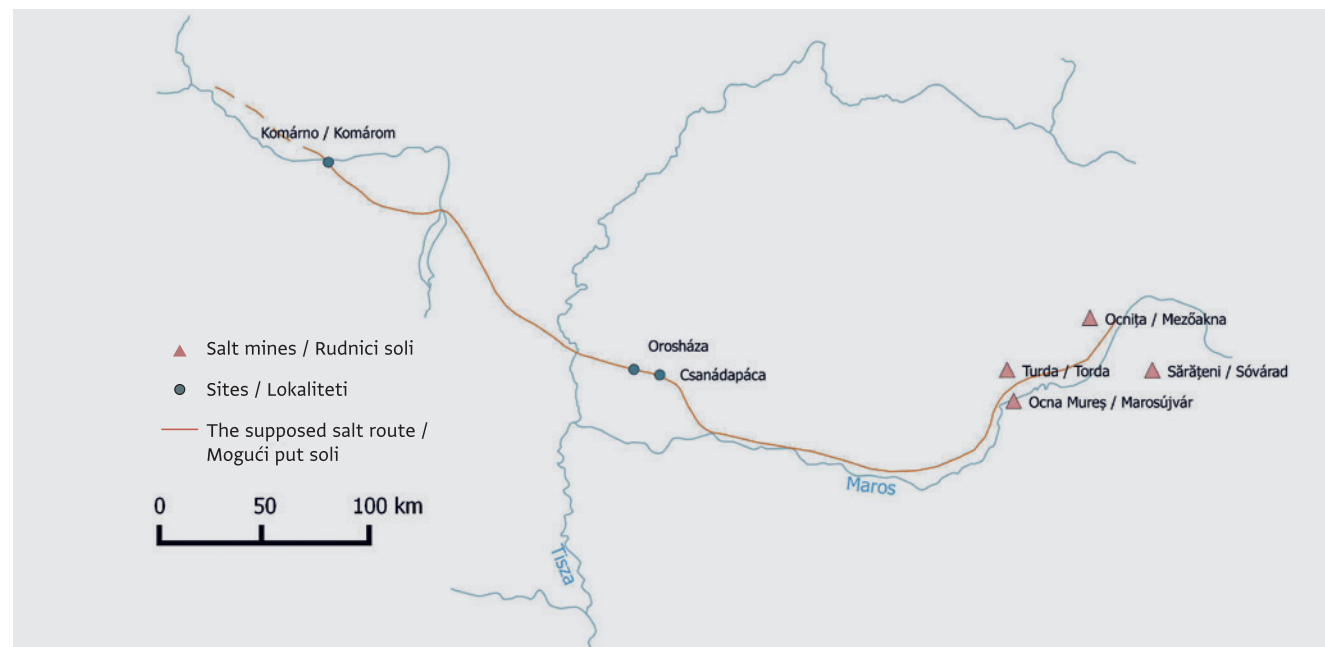 Komárno / Komárom
Orosháza
Csanádapáca
Ocnița / Mezőakna
Turda / Torda
Sărățeni / Sóvárad
Ocna Mureș / Marosújvár
Maros
Tisza
Salt mines / Rudnici soli
Sites / Lokaliteti
The supposed salt route /
Mogući put soli
0 50 100 km